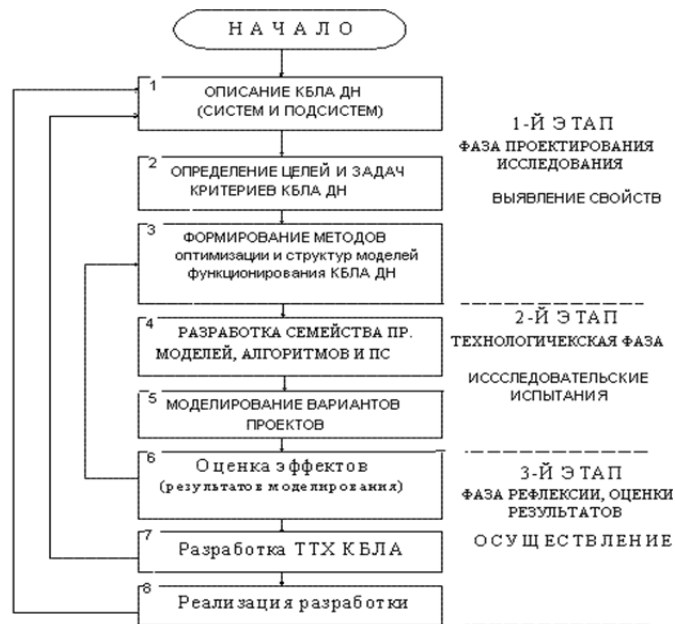 НАЧАЛО
1
ОПИСАНИЕ КБЛА ДН
(СИСТЕМ И ПОДСИСТЕМ)
2
ОПРЕДЕЛЕНИЕ ЦЕЛЕЙ И ЗАДАЧ
КРИТЕРИЕВ КБЛА ДН
3
ФОРМИРОВАНИЕ МЕТОДОВ
оптимизации и структур моделей
функционирования КБЛА ДН
1-Й ЭТАП
ФАЗА ПРОЕКТИРОВАНИЯ
ИССЛЕДОВАНИЯ
ВЫЯВЛЕНИЕ СВОЙСТВ
4
РАЗРАБОТКА СЕМЕЙСТВА ПР.
МОДЕЛЕЙ, АЛГОРИТМОВ И ПС
5
МОДЕЛИРОВАНИЕ ВАРИАНТОВ
ПРОЕКТОВ
2-Й ЭТАП
ТЕХНОЛОГИЧЕКСКАЯ ФАЗА
ИСССЛЕДОВАТЕЛЬСКИЕ
ИСПЫТАНИЯ
6
Оценка эффектов
(результатов моделирования)
7
Разработка ТТХ КБЛА
8
Реализация разработки
3-Й ЭТАП
ФАЗА РЕФЛЕКСИИ, ОЦЕНКИ
РЕЗУЛЬТАТОВ
ОСУЩЕСТВЛЕНИЕ